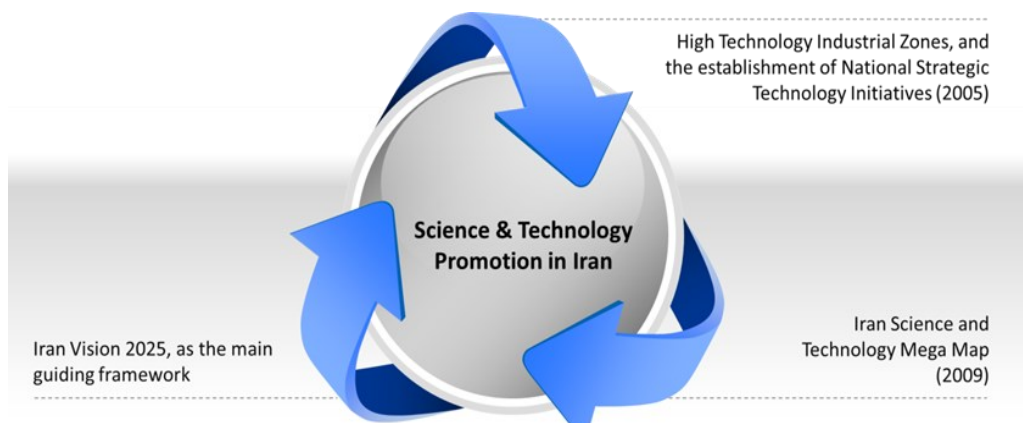 High Technology Industrial Zones, and
the establishment of National Strategic
Technology Initiatives (2005)
Science & Technology
Promotion in Iran
Iran Vision 2025, as the main
guiding framework
Iran Science and
Technology Mega Map
(2009)